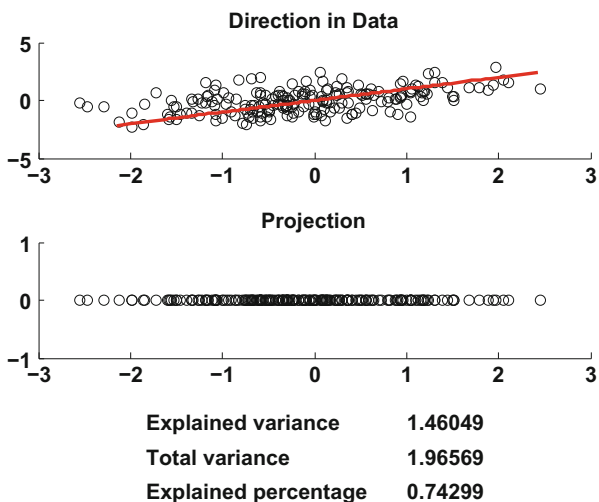 Direction in Data
5
0
−5
−3 −2 −1 0 1 2 3
Projection
1
0
−1
−3 −2 −1 0 1 2 3
Explained variance 1.46049
Total variance 1.96569
Explained percentage 0.74299